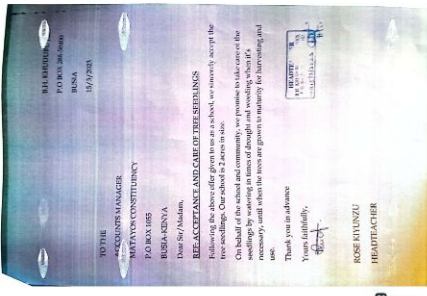 P.O BOX
BUSIA
15/3/2023
TO THE
ACCOUNTS MANAGER
MATAYOS CONSTITUENCY
P.O BOX 1655
BUSIA-KENYA
Dear Sir/Madam,
REF: ACCEPTANCE AND CARE OF TREE SEEDLINGS
Following the above offer given to us as a school, we sincerely accept the
tree seedlings. Our school is 2 acres in size.
On behalf of the school and community, we promise to take care of the
seedlings by watering in times of drought and weeding when it's
necessary, until when the trees are grown to maturity for harvesting and
use.
Thank you in advance
Yours faithfully,
ROSE KIYUNZU
HEADTEACHER